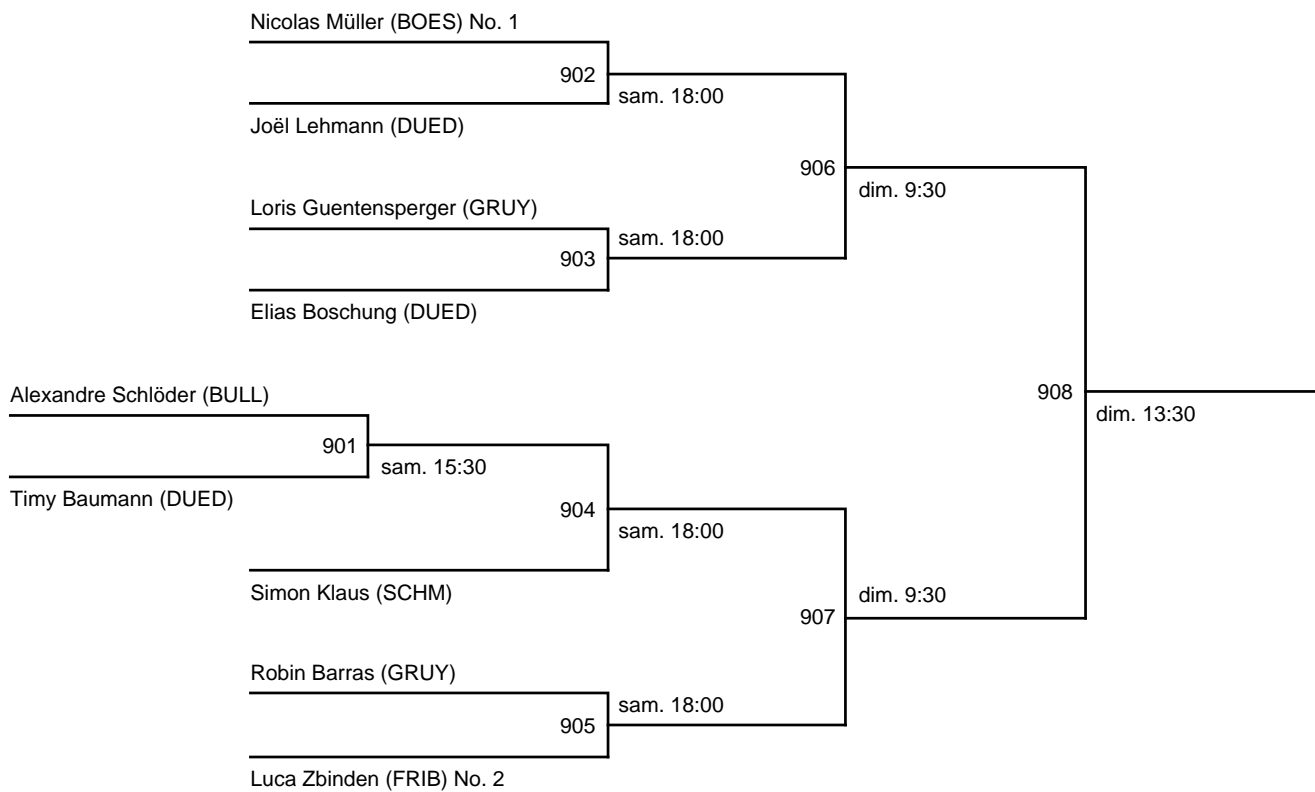 Nicolas Müller (BOES) No. 1
902
sam. 18:00
Joël Lehmann (DUED)
906
dim. 9:30
Loris Guentensperger (GRUY)
sam. 18:00
903
Elias Boschung (DUED)
Alexandre Schlöder (BULL)
908
dim. 13:30
901
sam. 15:30
Timy Baumann (DUED)
904
sam. 18:00
Simon Klaus (SCHM)
dim. 9:30
907
Robin Barras (GRUY)
sam. 18:00
905
Luca Zbinden (FRIB) No. 2